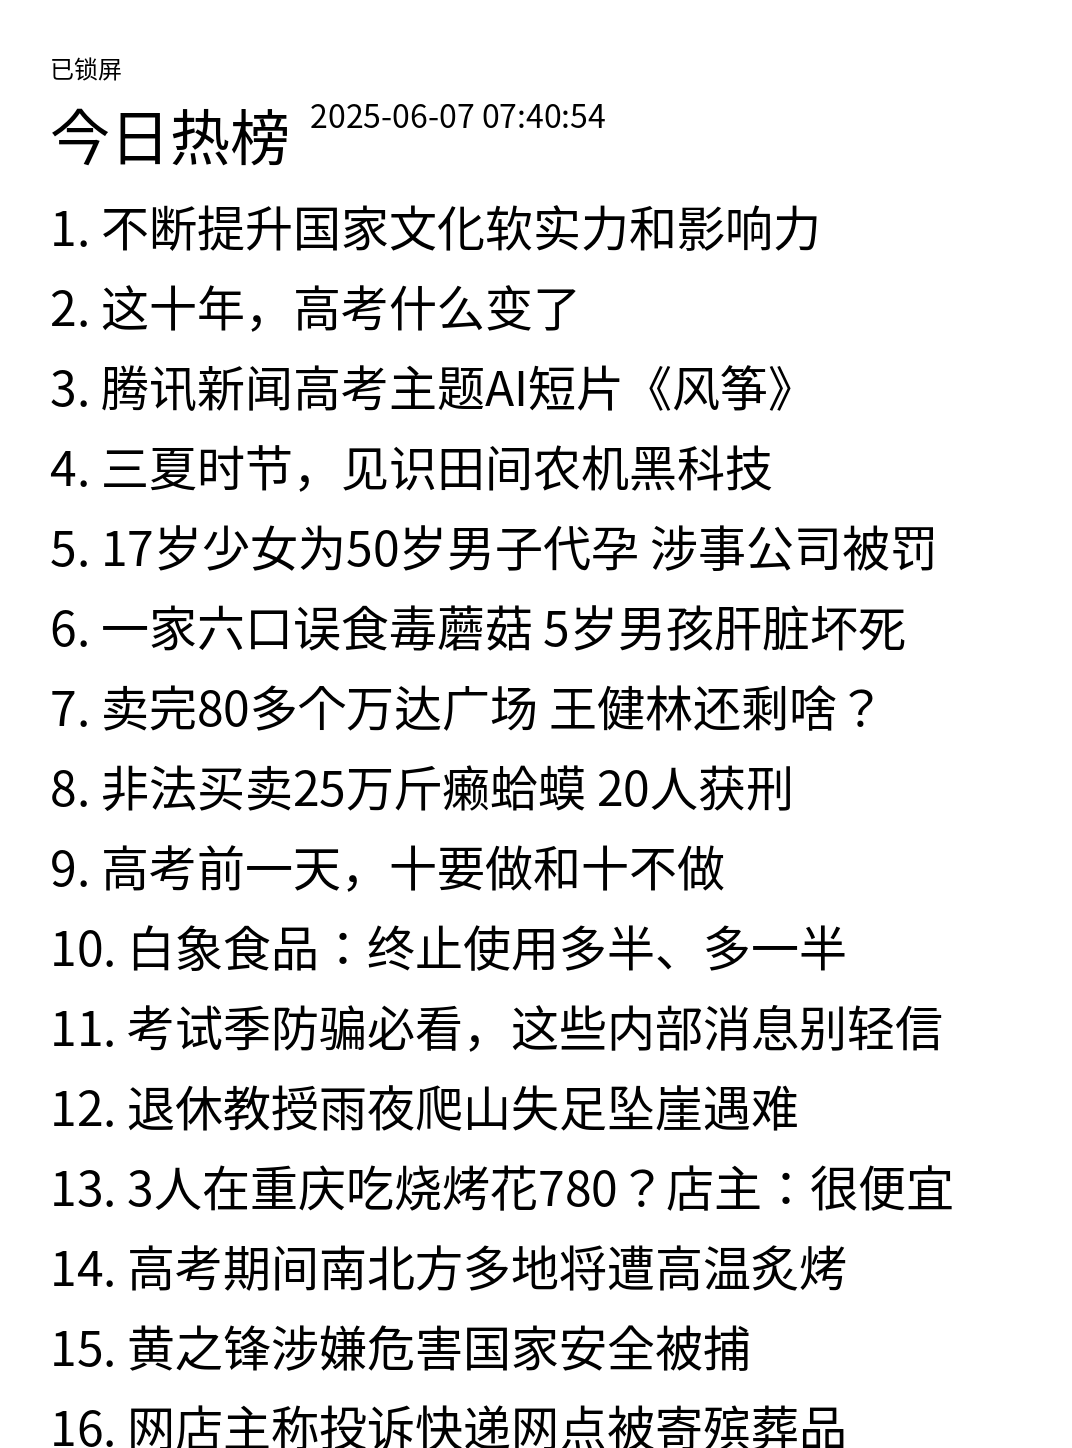 已锁屏
今日热榜 2025-06-07 07:40:54
1. 不断提升国家文化软实力和影响力
2. 这十年，高考什么变了
3. 腾讯新闻高考主题AI短片《风筝》
4. 三夏时节，见识田间农机黑科技
5. 17岁少女为50岁男子代孕 涉事公司被罚
6. 一家六口误食毒蘑菇 5岁男孩肝脏坏死
7. 卖完80多个万达广场 王健林还剩啥？
8. 非法买卖25万斤癞蛤蟆 20人获刑
9. 高考前一天，十要做和十不做
10. 白象食品：终止使用多半、多一半
11. 考试季防骗必看，这些内部消息别轻信
12. 退休教授雨夜爬山失足坠崖遇难
13. 3人在重庆吃烧烤花780？店主：很便宜
14. 高考期间南北方多地将遭高温炙烤
15. 黄之锋涉嫌危害国家安全被捕
16. 网店主称投诉快递网点被寄殡葬品